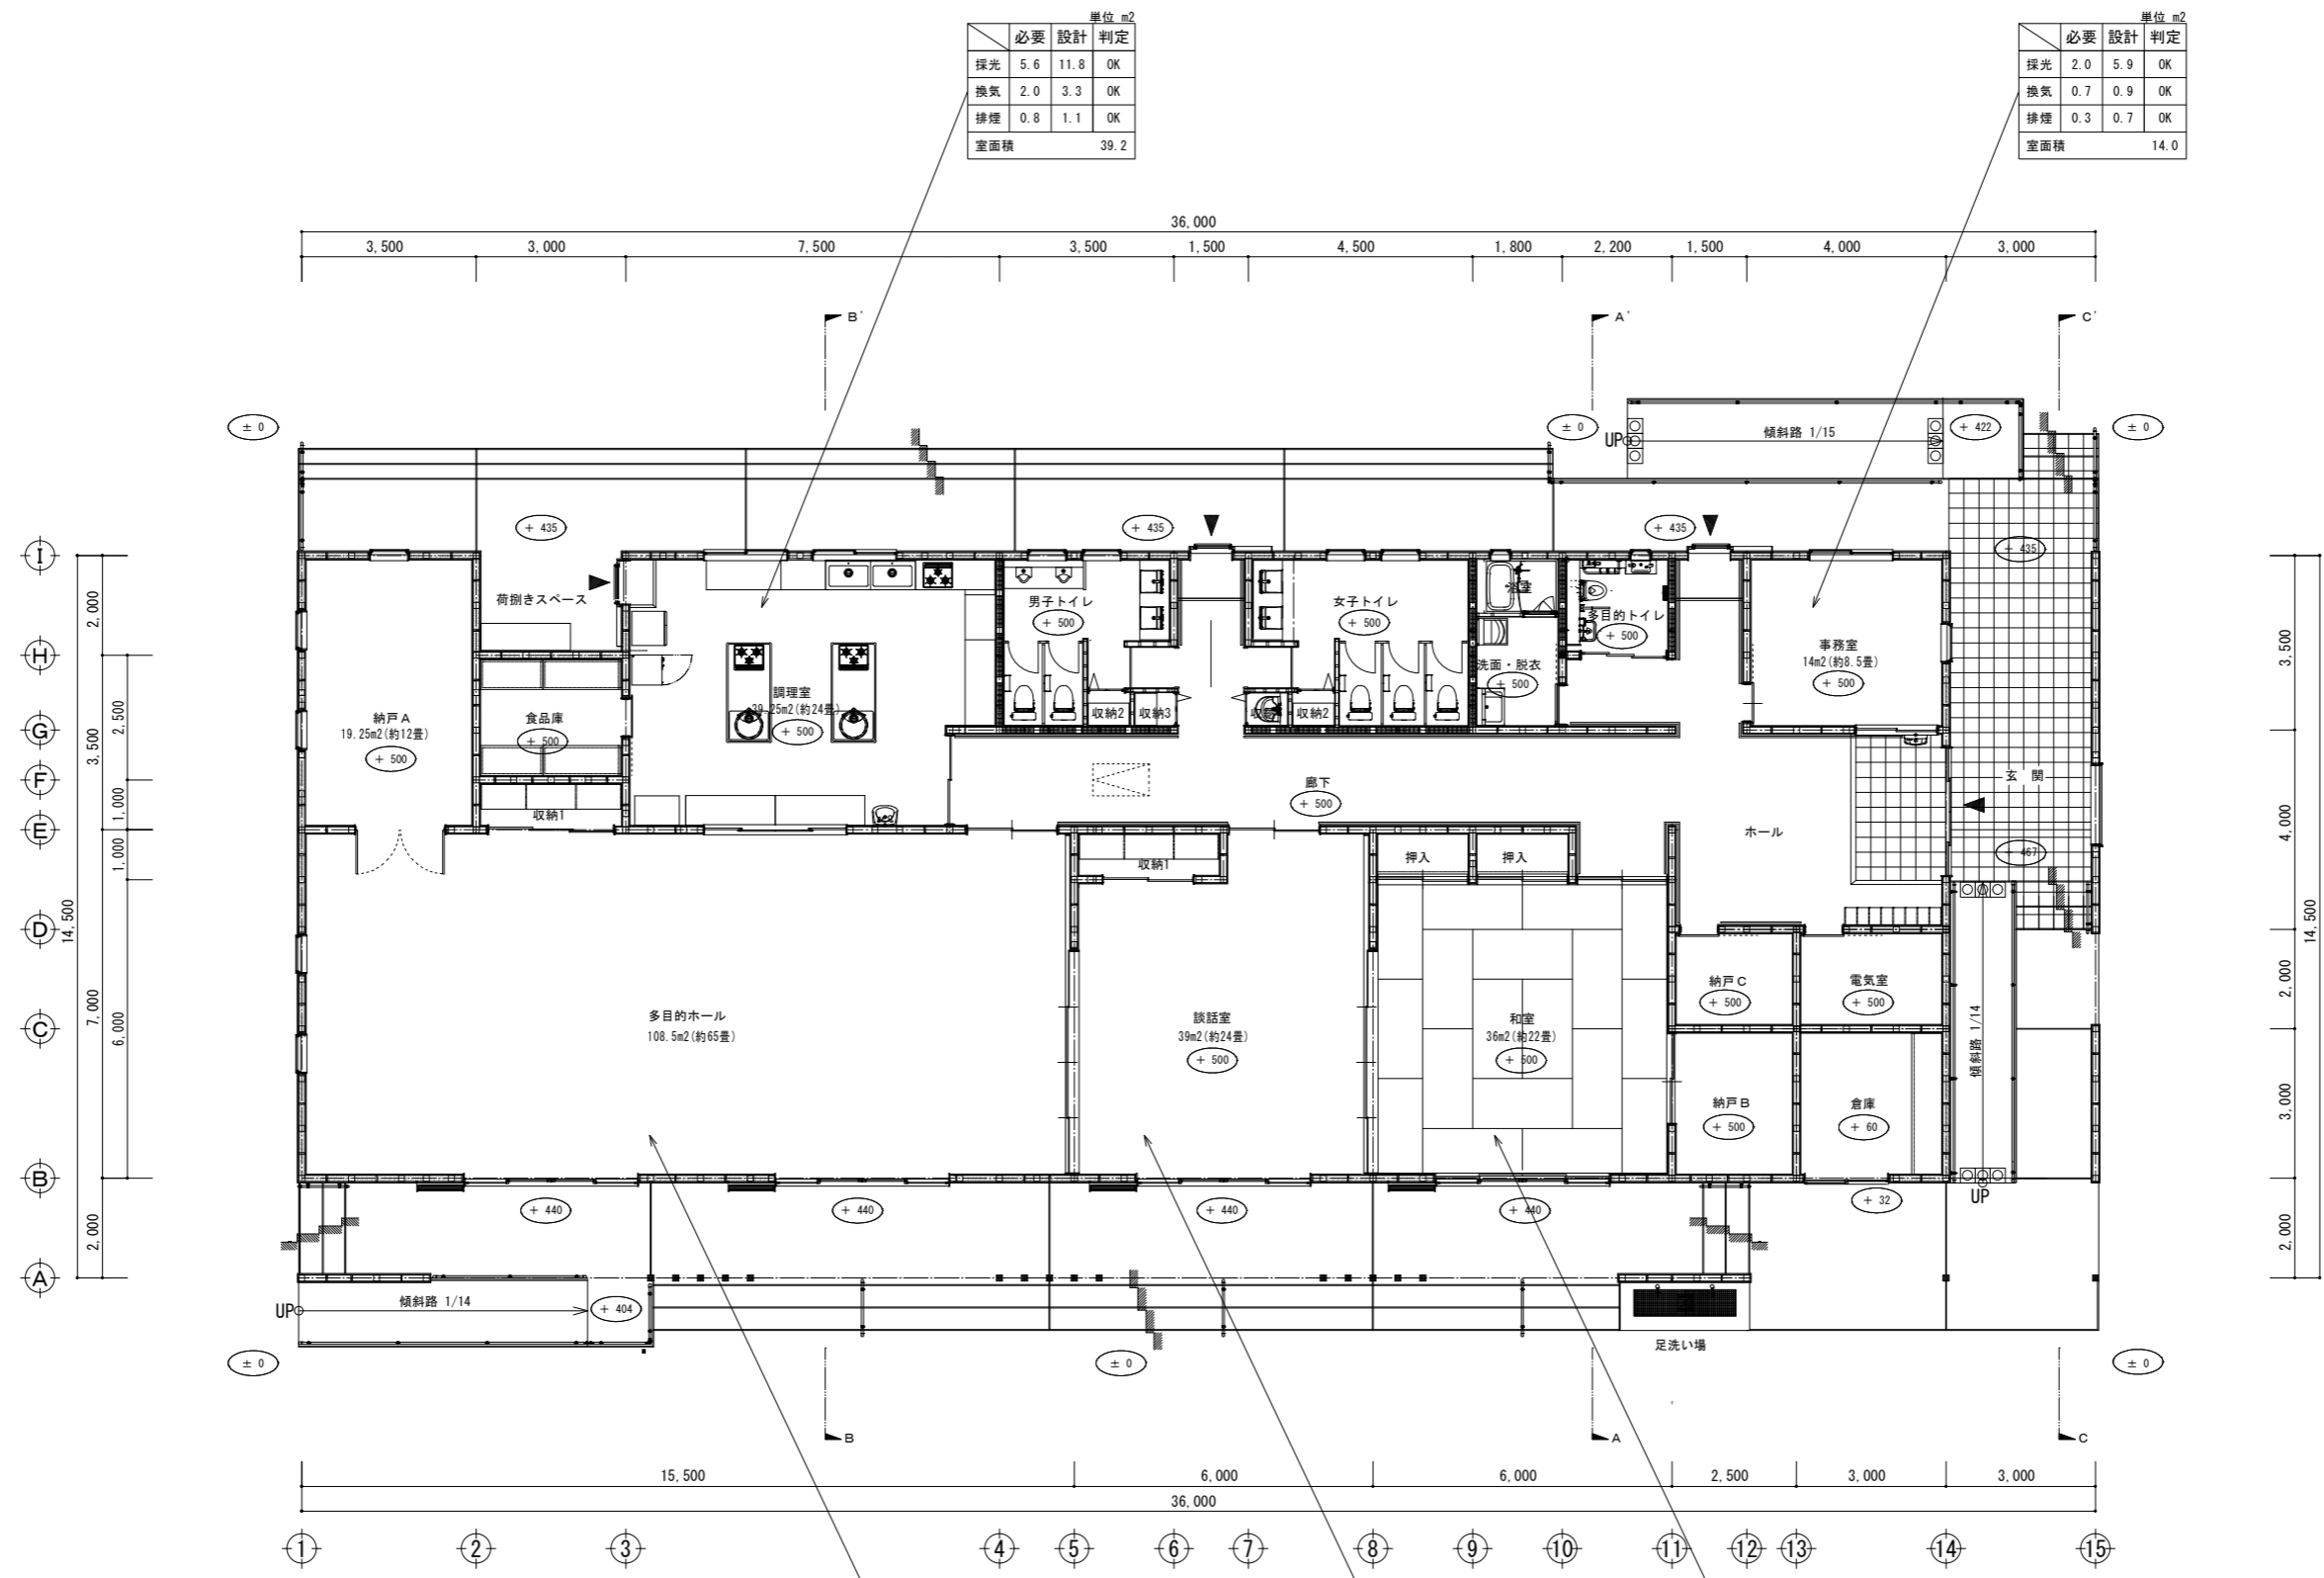 単位 m2
必要 設計 判定
採光 5.6 11.8 OK
換気 2.0 3.3 OK
排煙 0.8 1.1 OK
室面積 39.2
単位 m2
必要 設計 判定
採光 2.0 5.9 OK
換気 0.7 0.9 OK
排煙 0.3 0.7 OK
室面積 14.0
36,000
3,500 3,000 7,500 3,500 1,500 4,500 1,800 2,200 1,500 4,000 3,000
B' A' C'
± 0 ± 0 ± 0
UP 傾斜路 1/15 + 422
+ 435 + 435 + 435 + 435
I
H
G
F
E
D
C
B
A
2,000
2,500
3,500
1,000
1,000
14,500
7,000
6,000
2,000
3,500
4,000
14,500
2,000
3,000
2,000
荷捌きスペース
男子トイレ
+ 500
女子トイレ
+ 500
浴室
多目的トイレ
+ 500
洗面・脱衣
+ 500
事務室
14m2(約8.5畳)
+ 500
納戸A
19.25m2(約12畳)
+ 500
食品庫
+ 500
調理室
39.25m2(約24畳)
+ 500
収納2 収納3 収納2
収納1
廊下
+ 500
玄 関
ホール
+ 467
収納1
押入 押入
多目的ホール
108.5m2(約65畳)
談話室
39m2(約24畳)
+ 500
和室
36m2(約22畳)
+ 500
納戸C
+ 500
電気室
+ 500
納戸B
+ 500
倉庫
+ 60
傾斜路 1/14
UP
+ 440 + 440 + 440 + 440 + 32
UP 傾斜路 1/14 + 404
足洗い場
± 0 ± 0 ± 0
B A C
15,500 6,000 6,000 2,500 3,000 3,000
36,000
1 2 3 4 5 6 7 8 9 10 11 12 13 14 15